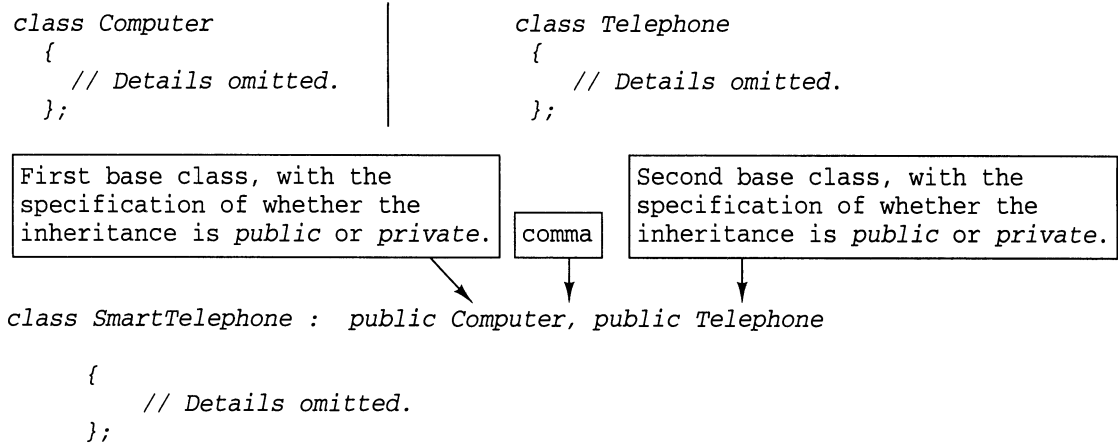 class Computer
{
// Details omitted.
};
class Telephone
{
// Details omitted.
};
First base class, with the
specification of whether the
inheritance is public or private.
comma
Second base class, with the
specification of whether the
inheritance is public or private.
class SmartTelephone : public Computer, public Telephone
{
// Details omitted.
};